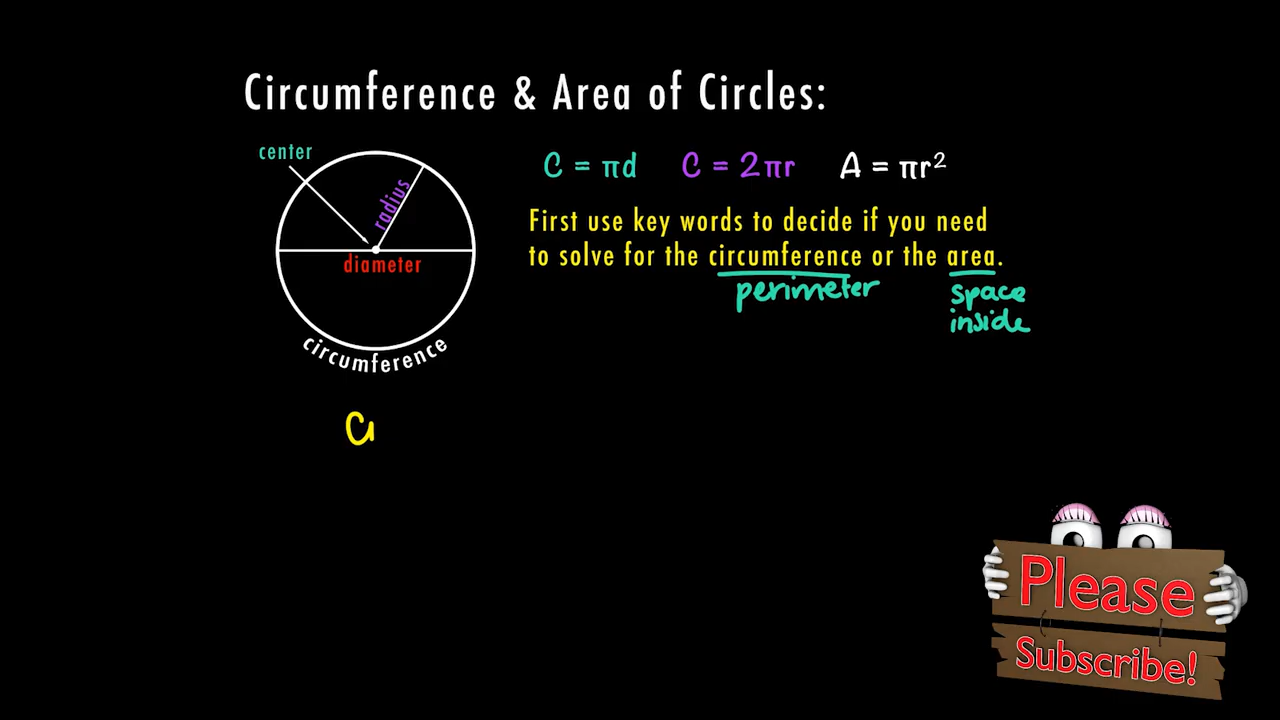 Circumference & Area of Circles:
center
radius
diameter
circumference
C = πd C = 2πr A = πr²
First use key words to decide if you need
to solve for the circumference or the area.
perimeter
space
inside
C
Please
Subscribe!